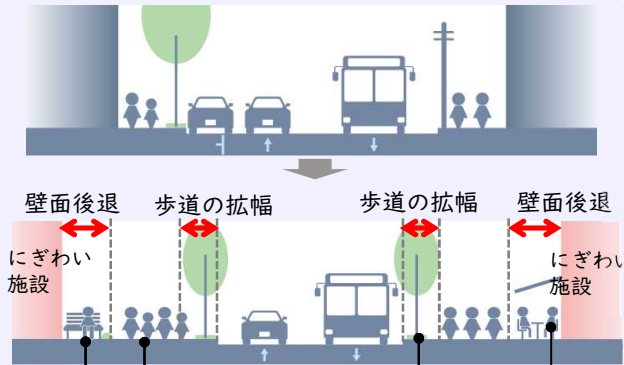 壁面後退
歩道の拡幅
歩道の拡幅
壁面後退
にぎわい
施設
にぎわい
施設